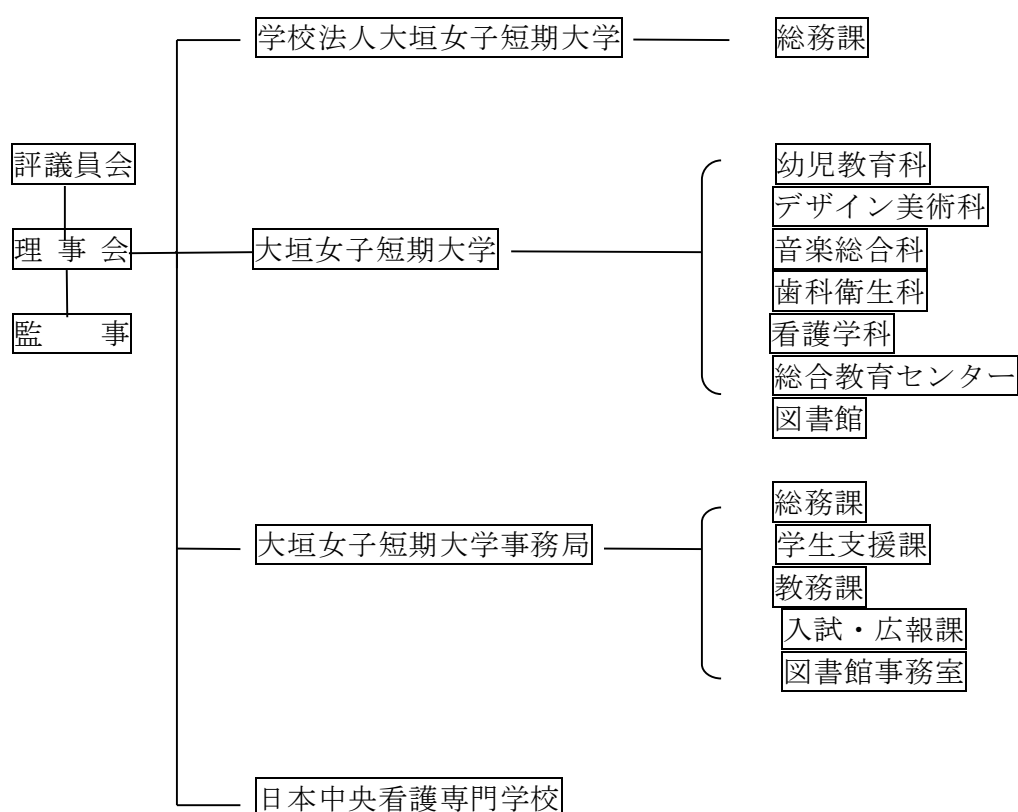 学校法人大垣女子短期大学 総務課
評議員会
理事会
監事
大垣女子短期大学
幼児教育科
デザイン美術科
音楽総合科
歯科衛生科
看護学科
総合教育センター
図書館
大垣女子短期大学事務局
総務課
学生支援課
教務課
入試・広報課
図書館事務室
日本中央看護専門学校